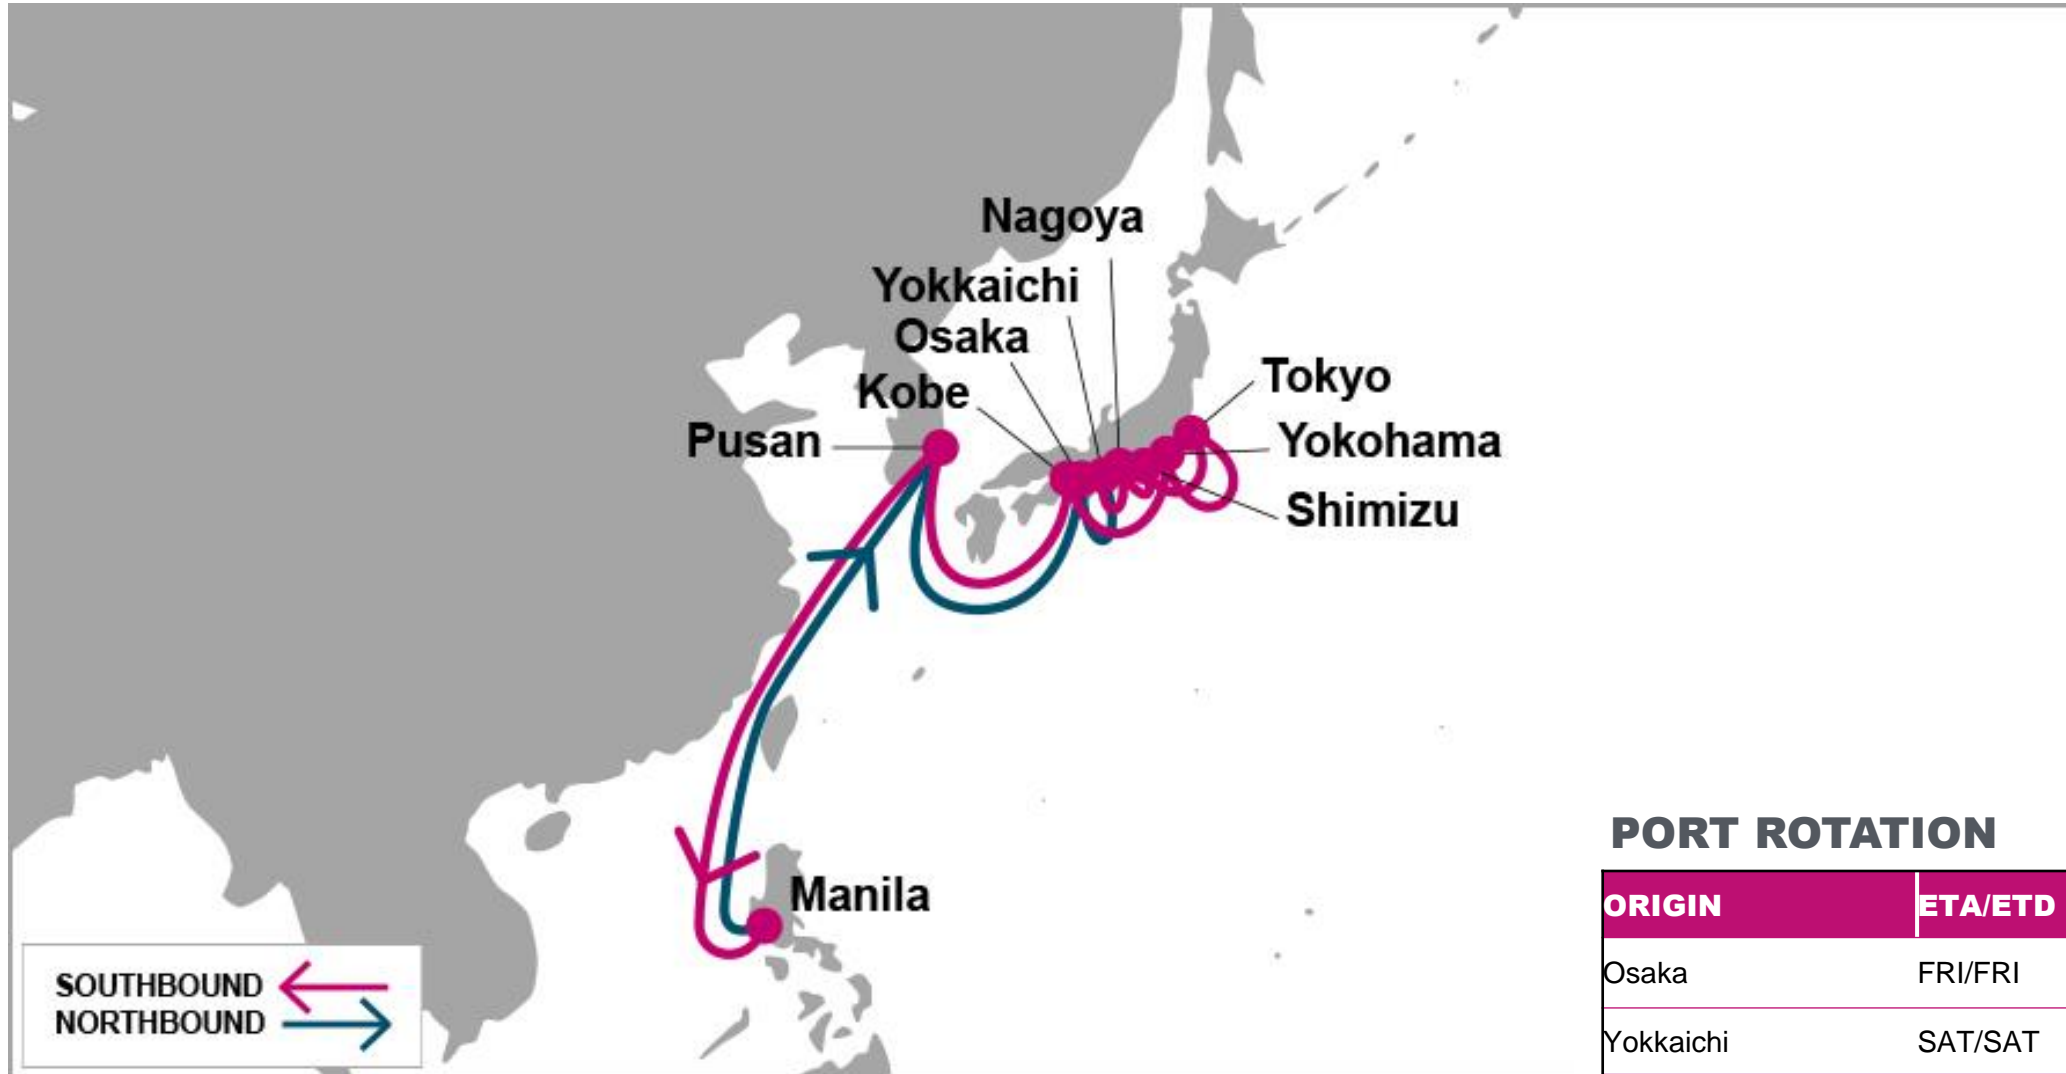 Nagoya
Yokkaichi
Osaka
Kobe
Tokyo
Pusan
Yokohama
Shimizu
Manila
SOUTHBOUND
NORTHBOUND
PORT ROTATION
ORIGIN ETA/ETD
Osaka FRI/FRI
Yokkaichi SAT/SAT